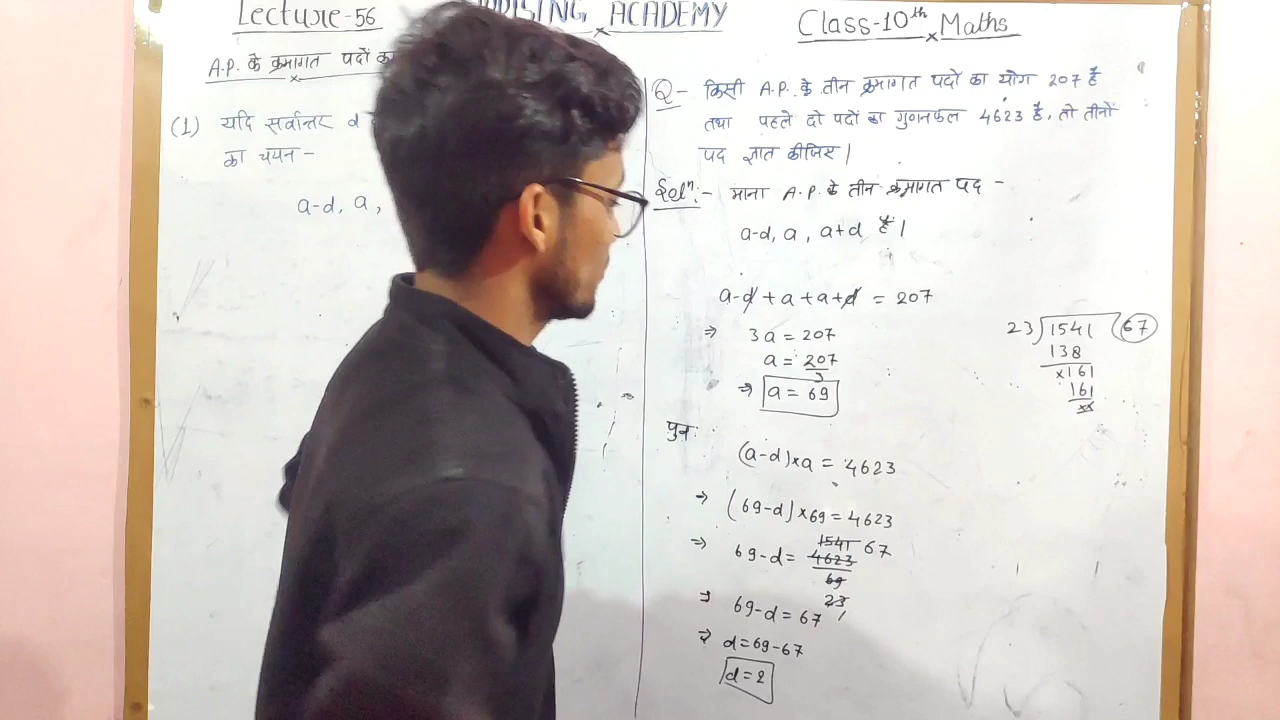 Lecture-56
ACADEMY
Class-10th Maths
A.P. के क्रमागत पदों
(1) यदि सर्वान्तर d
का चयन -
a-d, a,
Q - किसी A.P. के तीन क्रमागत पदों का योग 207 है
तथा पहले दो पदों का गुणनफल 4623 है, तो तीनों
पद ज्ञात कीजिए।
Solⁿ:- माना A.P. के तीन क्रमागत पद -
a-d, a, a+d है।
a-d + a + a+d = 207
⇒ 3a = 207
a = 207
3
⇒ a = 69
पुनः
(a-d)×a = 4623
⇒ (69-d)×69 = 4623
1541 67
⇒ 69-d = 4623
69
23
⇒ 69-d = 67
⇒ d = 69-67
d = 2
23)1541(67
138
×161
161
××